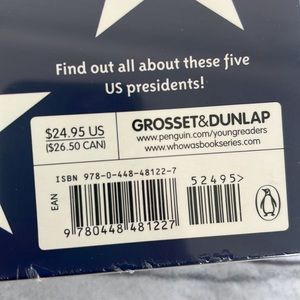 Find out all about these five
US presidents!
$24.95 US
($26.50 CAN)
GROSSET&DUNLAP
www.penguin.com/youngreaders
www.whowasbookseries.com
ISBN 978-0-448-48122-7
52495>
EAN
9 780448 481227